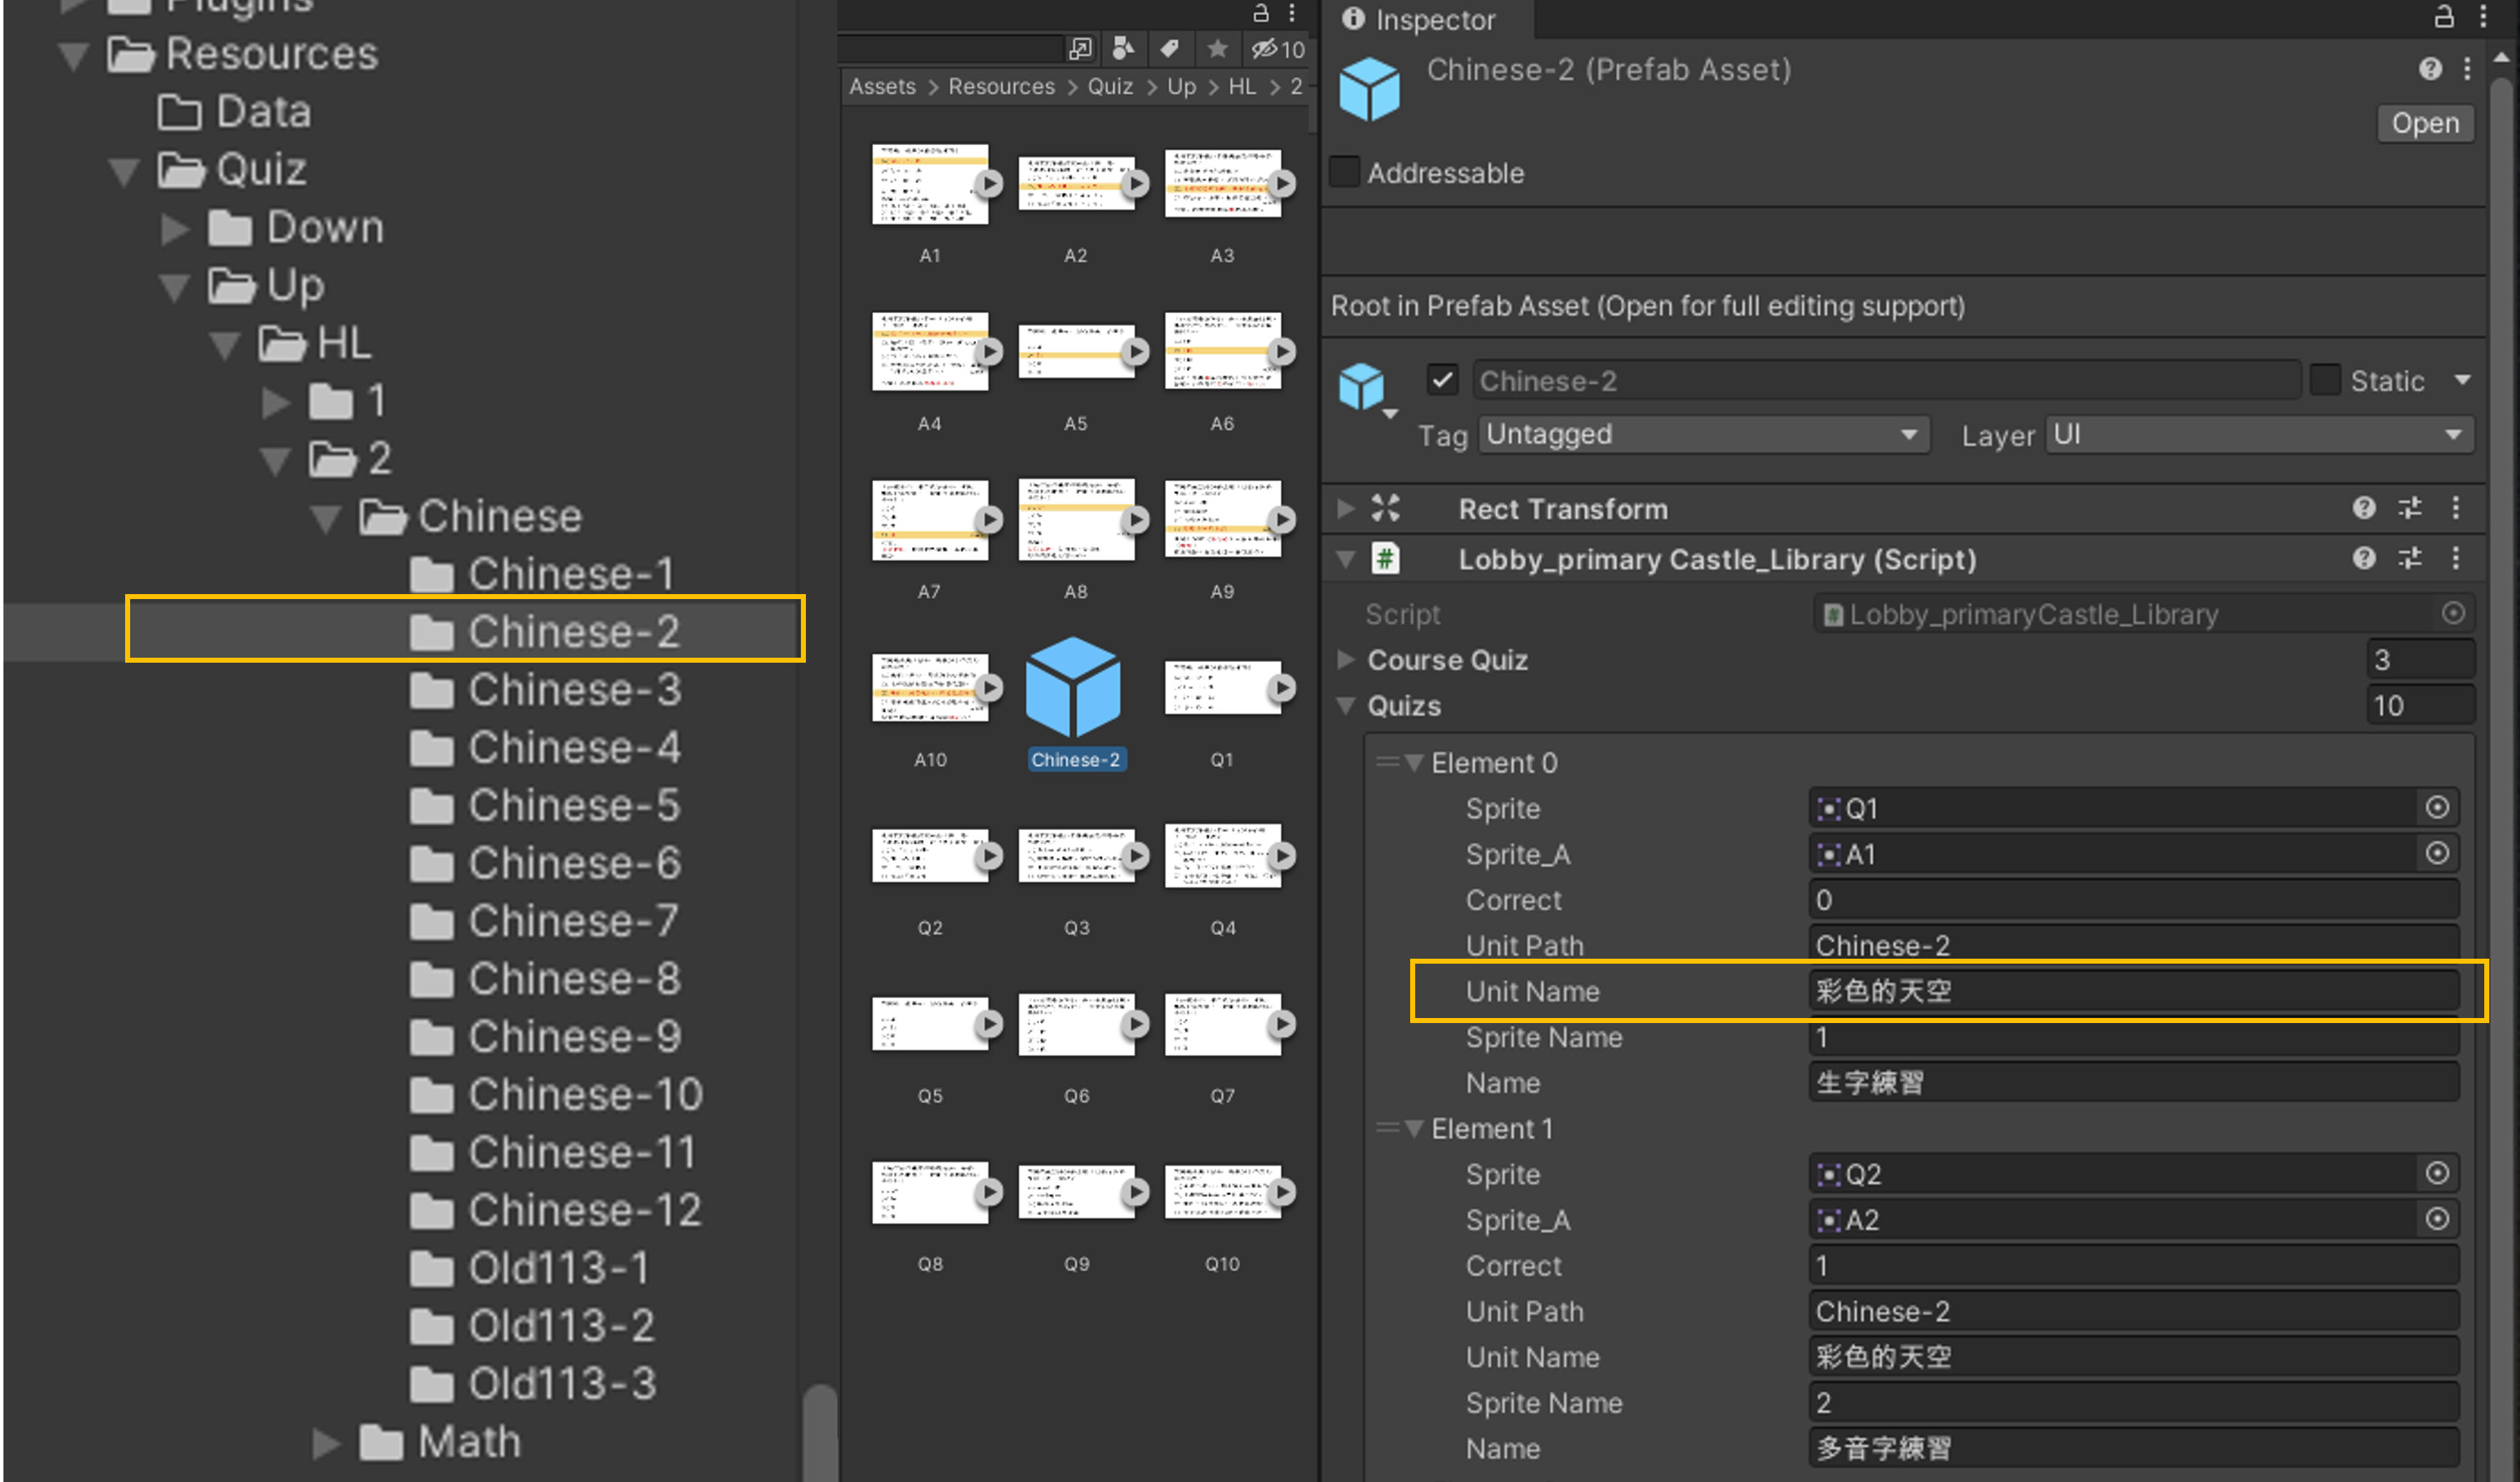 Plugins
Resources
Data
Quiz
Down
Up
HL
1
2
Chinese
Chinese-1
Chinese-2
Chinese-3
Chinese-4
Chinese-5
Chinese-6
Chinese-7
Chinese-8
Chinese-9
Chinese-10
Chinese-11
Chinese-12
Old113-1
Old113-2
Old113-3
Math
10
Assets > Resources > Quiz > Up > HL > 2
A1 A2 A3
A4 A5 A6
A7 A8 A9
A10 Chinese-2 Q1
Q2 Q3 Q4
Q5 Q6 Q7
Q8 Q9 Q10
Inspector
Chinese-2 (Prefab Asset)
Open
Addressable
Root in Prefab Asset (Open for full editing support)
Chinese-2 Static
Tag Untagged Layer UI
Rect Transform
Lobby_primary Castle_Library (Script)
Script Lobby_primaryCastle_Library
Course Quiz 3
Quizs 10
Element 0
Sprite Q1
Sprite_A A1
Correct 0
Unit Path Chinese-2
Unit Name 彩色的天空
Sprite Name 1
Name 生字練習
Element 1
Sprite Q2
Sprite_A A2
Correct 1
Unit Path Chinese-2
Unit Name 彩色的天空
Sprite Name 2
Name 多音字練習